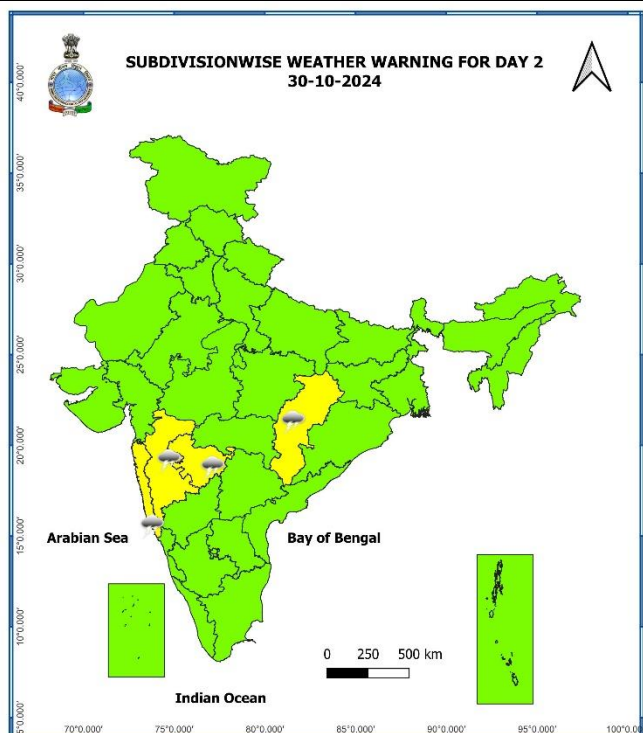 SUBDIVISIONWISE WEATHER WARNING FOR DAY 2
30-10-2024
40°0.000'
35°0.000'
30°0.000'
25°0.000'
20°0.000'
15°0.000'
10°0.000'
5°0.000'
Arabian Sea
Bay of Bengal
0 250 500 km
Indian Ocean
70°0.000' 75°0.000' 80°0.000' 85°0.000' 90°0.000' 95°0.000' 100°0.000'